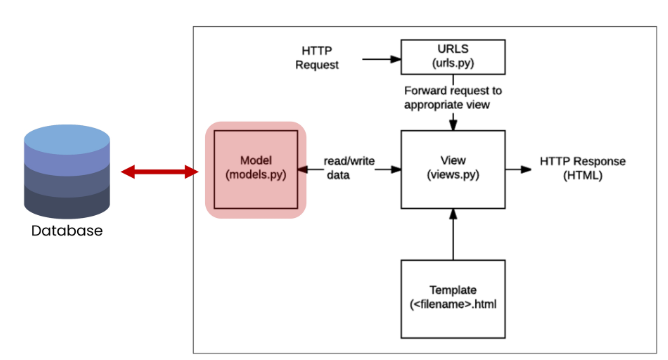 HTTP
Request
URLS
(urls.py)
Forward request to
appropriate view
Model
(models.py)
read/write
data
View
(views.py)
HTTP Response
(HTML)
Database
Template
(<filename>.html